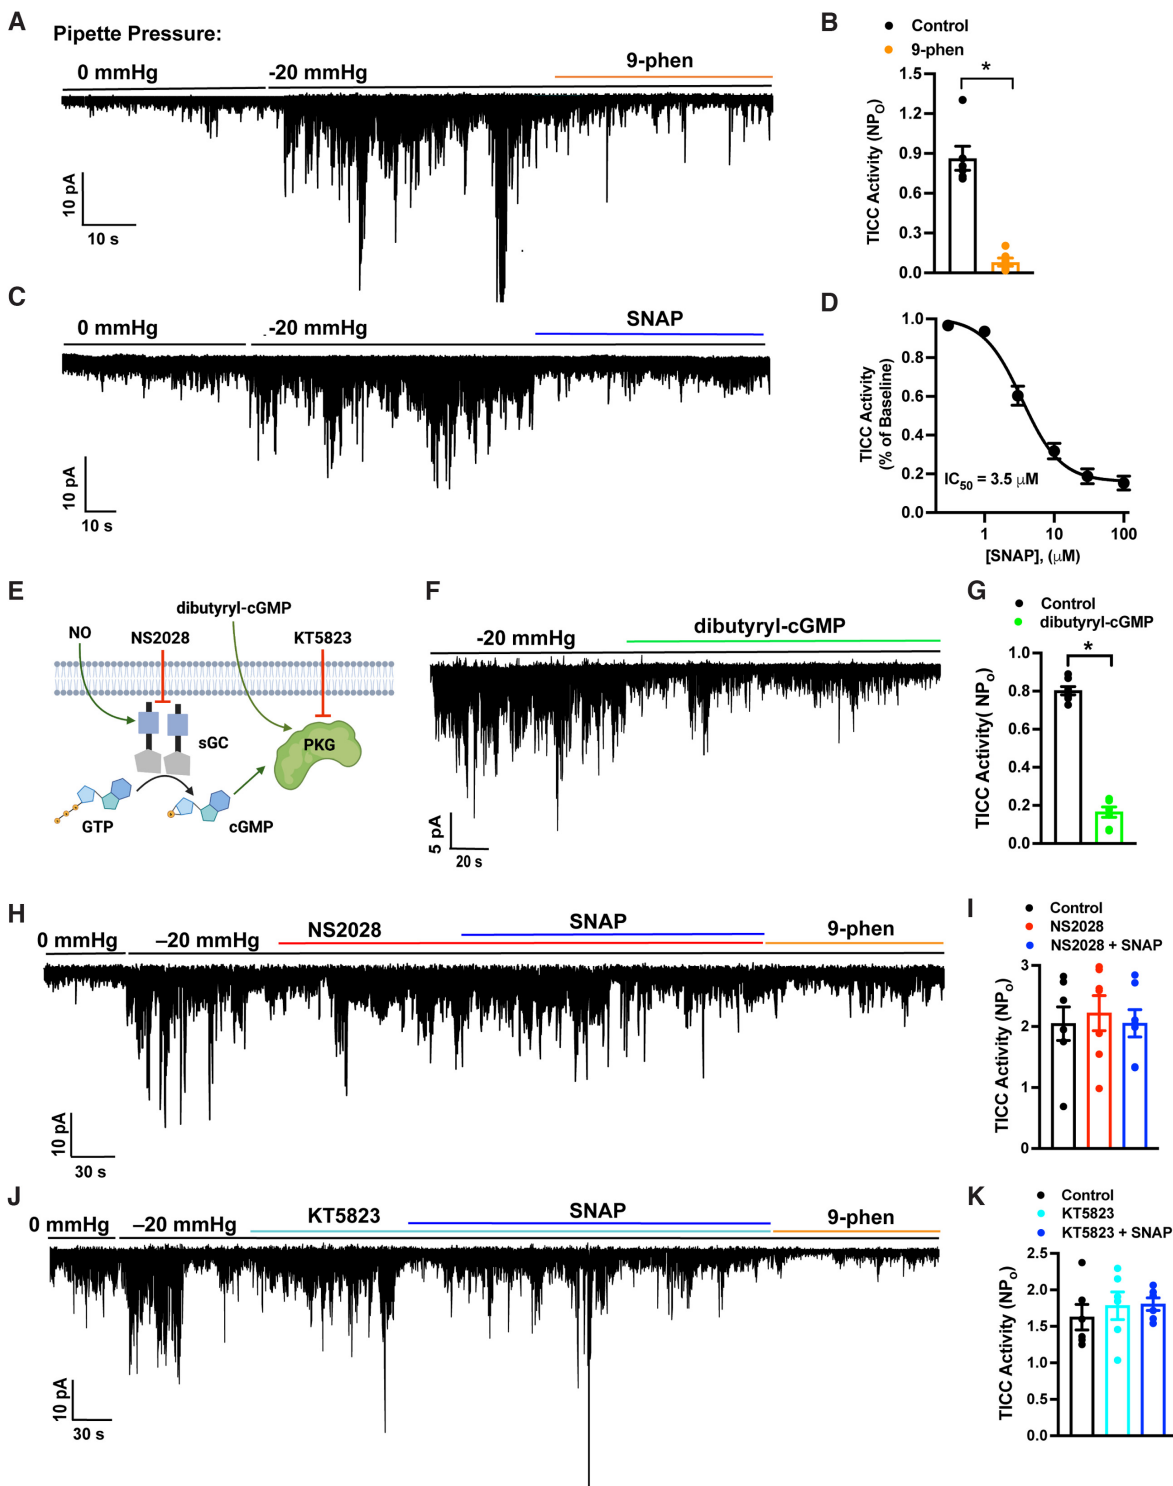 A
Pipette Pressure:
0 mmHg
-20 mmHg
9-phen
10 pA
10 s
B
Control
9-phen
*
TICC Activity (NPO)
1.5
1.2
0.9
0.6
0.3
0.0
C
0 mmHg
-20 mmHg
SNAP
10 pA
10 s
D
TICC Activity
(% of Baseline)
1.0
0.8
0.6
0.4
0.2
0.0
IC50 = 3.5 μM
1
10
100
[SNAP], (μM)
E
NO
NS2028
dibutyryl-cGMP
KT5823
sGC
PKG
GTP
cGMP
F
-20 mmHg
dibutyryl-cGMP
5 pA
20 s
G
Control
dibutyryl-cGMP
*
TICC Activity( NPo)
1.0
0.8
0.6
0.4
0.2
0.0
H
0 mmHg
–20 mmHg
NS2028
SNAP
9-phen
10 pA
30 s
I
Control
NS2028
NS2028 + SNAP
TICC Activity (NPo)
3
2
1
0
J
0 mmHg
–20 mmHg
KT5823
SNAP
9-phen
10 pA
30 s
K
Control
KT5823
KT5823 + SNAP
TICC Activity (NPo)
2.5
2.0
1.5
1.0
0.5
0.0